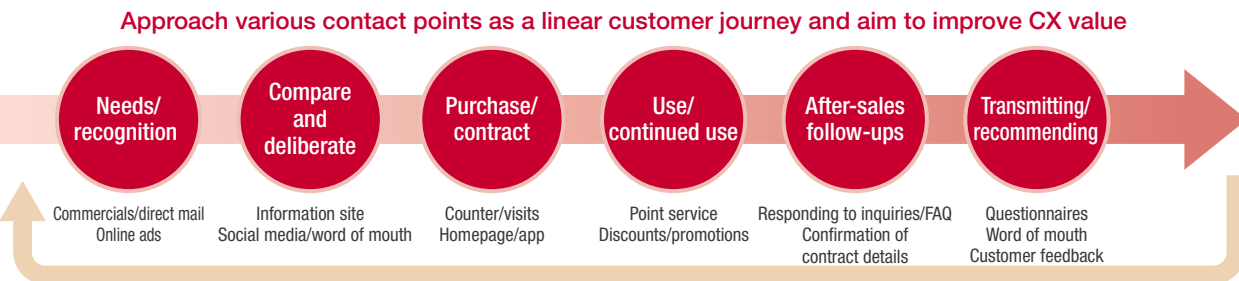 Approach various contact points as a linear customer journey and aim to improve CX value
Needs/
recognition
Compare
and
deliberate
Purchase/
contract
Use/
continued use
After-sales
follow-ups
Transmitting/
recommending
Commercials/direct mail
Online ads
Information site
Social media/word of mouth
Counter/visits
Homepage/app
Point service
Discounts/promotions
Responding to inquiries/FAQ
Confirmation of
contract details
Questionnaires
Word of mouth
Customer feedback